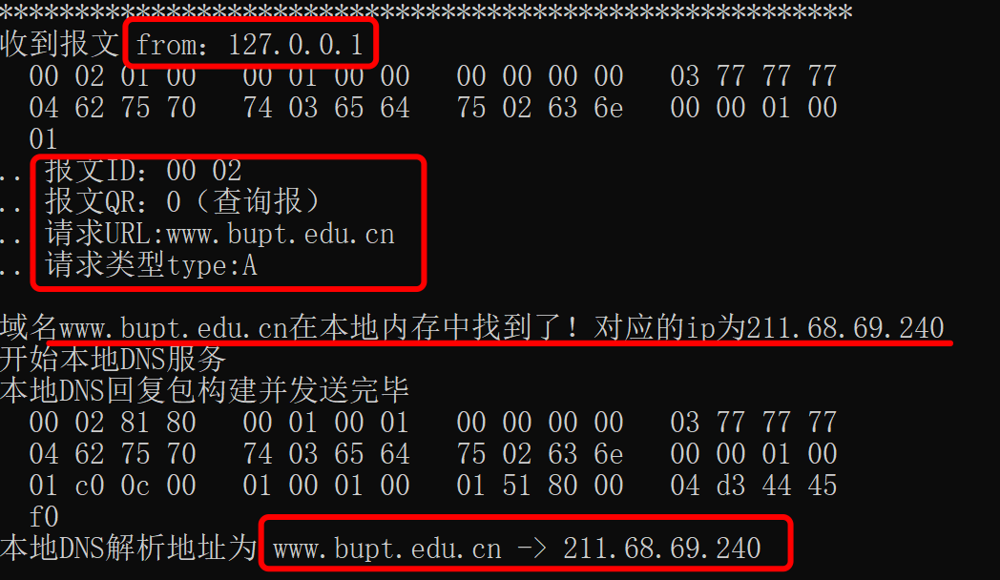 ********************************************************
收到报文 from: 127.0.0.1
00 02 01 00 00 01 00 00 00 00 00 00 03 77 77 77
04 62 75 70 74 03 65 64 75 02 63 6e 00 00 01 00
01
.. 报文ID: 00 02
.. 报文QR: 0（查询报）
.. 请求URL:www.bupt.edu.cn
.. 请求类型type:A
域名www.bupt.edu.cn在本地内存中找到了！对应的ip为211.68.69.240
开始本地DNS服务
本地DNS回复包构建并发送完毕
00 02 81 80 00 01 00 01 00 00 00 00 03 77 77 77
04 62 75 70 74 03 65 64 75 02 63 6e 00 00 01 00
01 c0 0c 00 01 00 01 00 01 51 80 00 04 d3 44 45
f0
本地DNS解析地址为 www.bupt.edu.cn -> 211.68.69.240